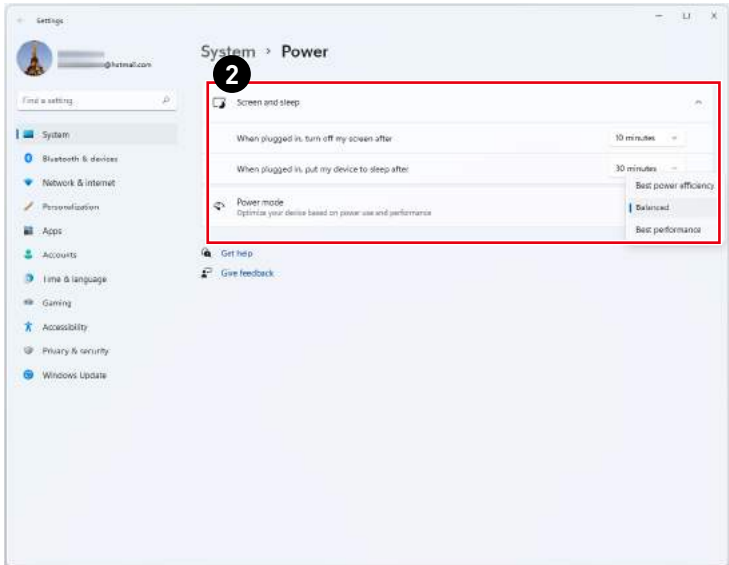 Settings
System > Power
2
@hotmail.com
Find a setting
Screen and sleep
System
When plugged in, turn off my screen after
10 minutes
Bluetooth & devices
When plugged in, put my device to sleep after
30 minutes
Network & internet
Best power efficiency
Personalization
Power mode
Balanced
Optimize your device based on power use and performance
Apps
Best performance
Accounts
Get help
Time & language
Give feedback
Gaming
Accessibility
Privacy & security
Windows Update